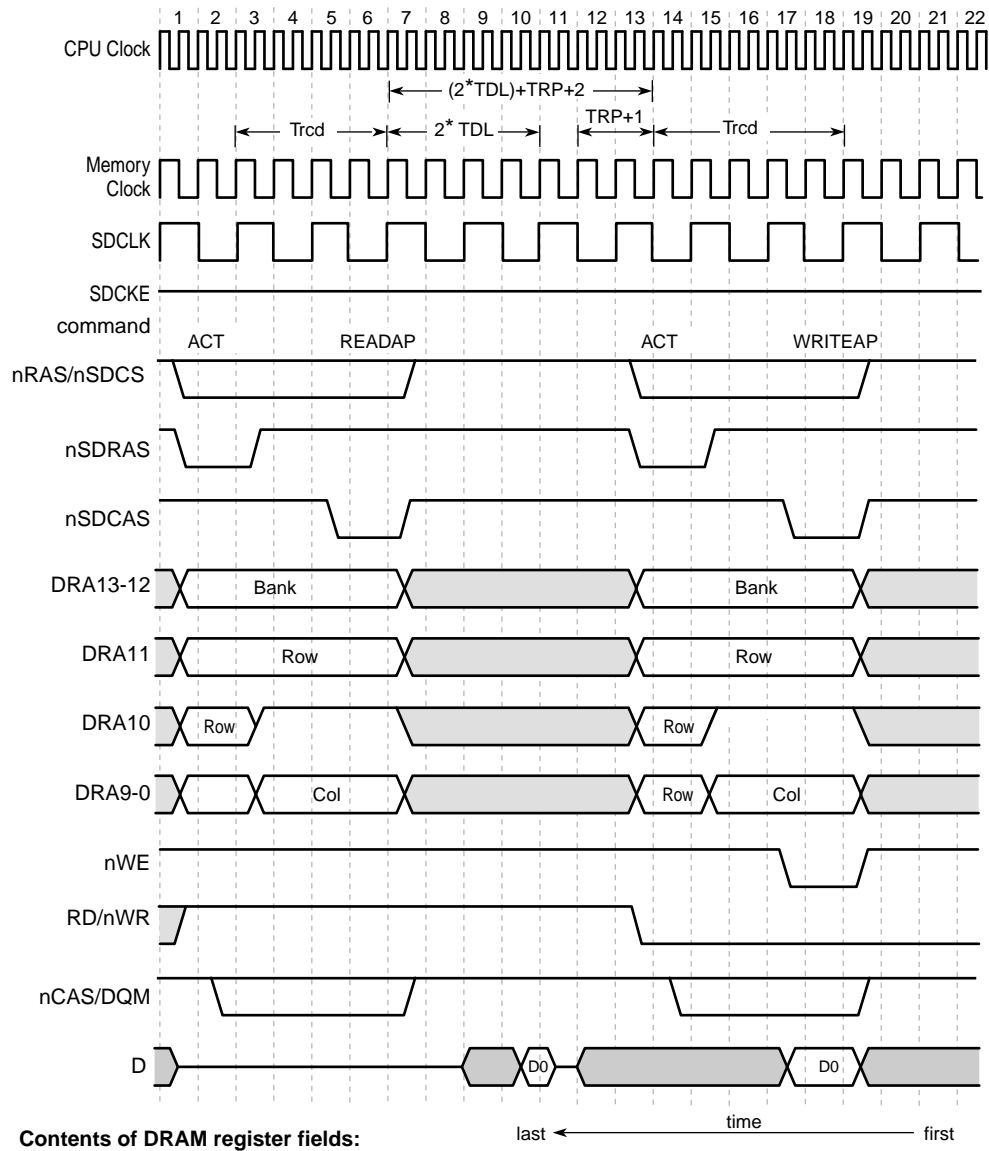 1 2 3 4 5 6 7 8 9 10 11 12 13 14 15 16 17 18 19 20 21 22
CPU Clock
(2*TDL)+TRP+2
Trcd 2* TDL TRP+1 Trcd
Memory
Clock
SDCLK
SDCKE
command
ACT READAP ACT WRITEAP
nRAS/nSDCS
nSDRAS
nSDCAS
DRA13-12 Bank Bank
DRA11 Row Row
DRA10 Row Row
DRA9-0 Col Row Col
nWE
RD/nWR
nCAS/DQM
D D0 D0
Contents of DRAM register fields: last time first